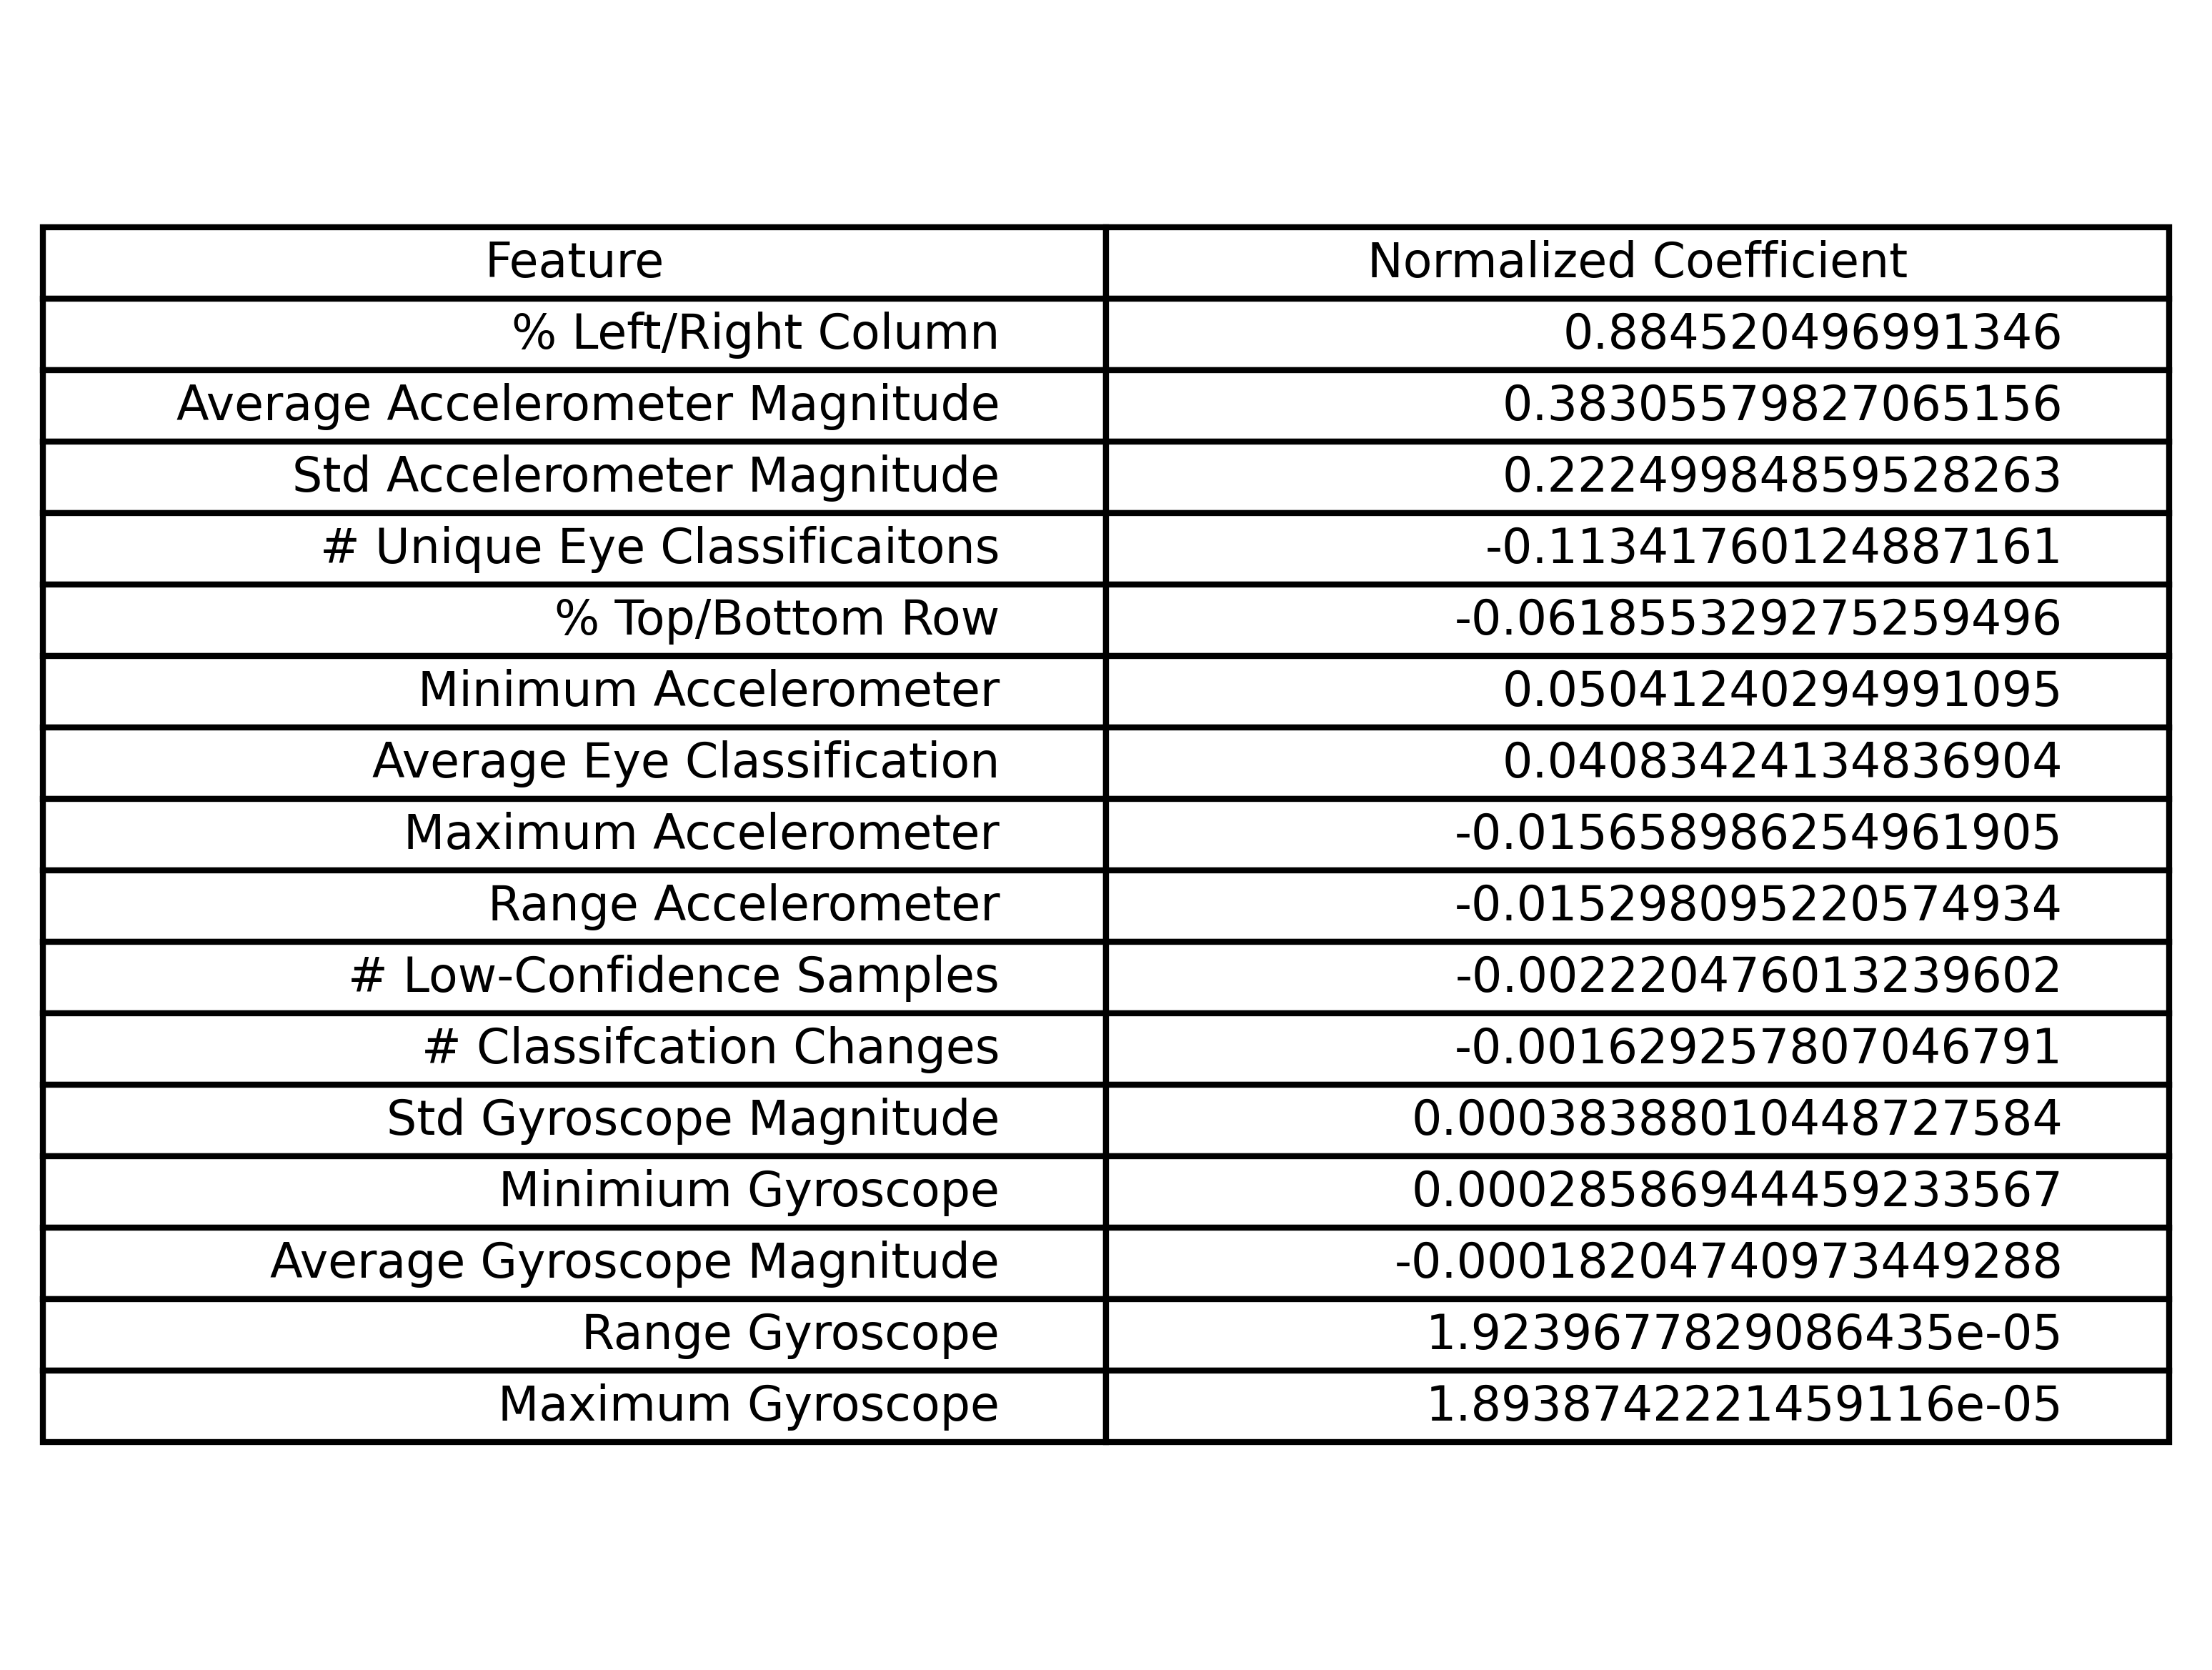 Feature Normalized Coefficient
% Left/Right Column 0.884520496991346
Average Accelerometer Magnitude 0.38305579827065156
Std Accelerometer Magnitude 0.22249984859528263
# Unique Eye Classificaitons -0.11341760124887161
% Top/Bottom Row -0.061855329275259496
Minimum Accelerometer 0.05041240294991095
Average Eye Classification 0.04083424134836904
Maximum Accelerometer -0.015658986254961905
Range Accelerometer -0.015298095220574934
# Low-Confidence Samples -0.002220476013239602
# Classifcation Changes -0.001629257807046791
Std Gyroscope Magnitude 0.00038388010448727584
Minimium Gyroscope 0.00028586944459233567
Average Gyroscope Magnitude -0.00018204740973449288
Range Gyroscope 1.9239677829086435e-05
Maximum Gyroscope 1.8938742221459116e-05